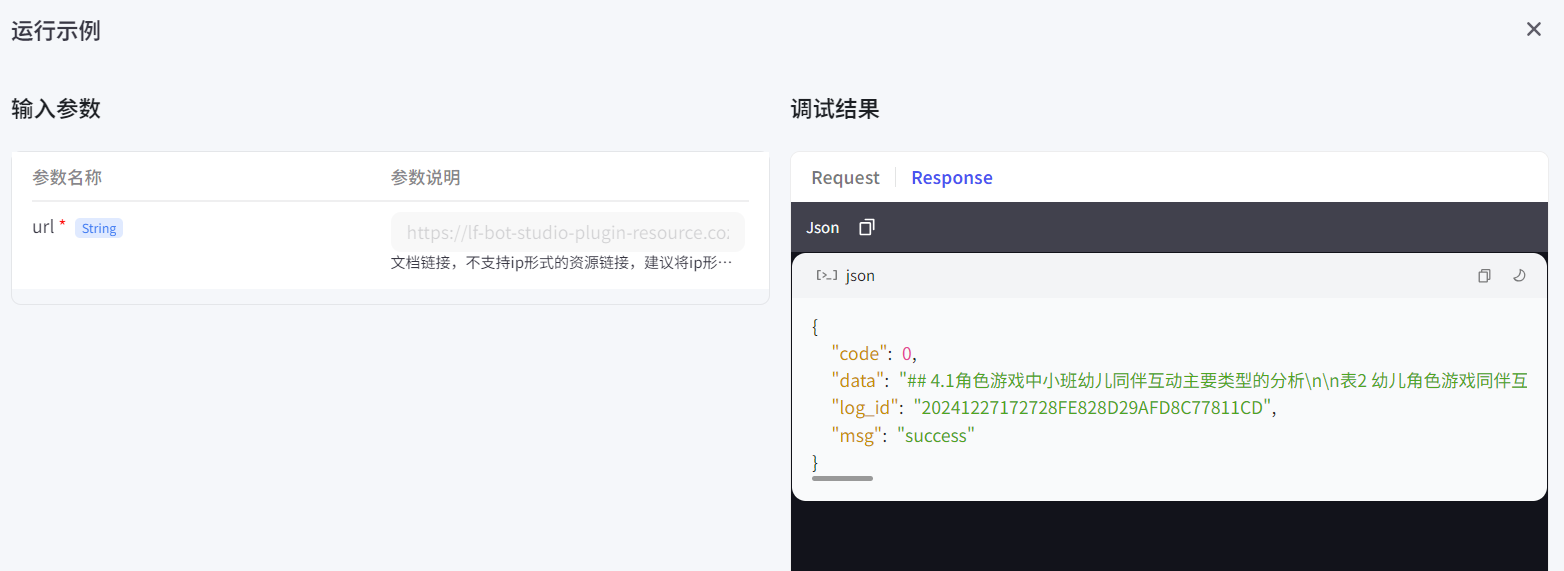 运行示例
输入参数
参数名称 参数说明
url * String
https://lf-bot-studio-plugin-resource.co
文档链接，不支持ip形式的资源链接，建议将ip形…
调试结果
Request Response
Json
[>_] json
{
"code": 0,
"data": "## 4.1角色游戏中小班幼儿同伴互动主要类型的分析\n\n表2 幼儿角色游戏同伴互
"log_id": "20241227172728FE828D29AFD8C77811CD",
"msg": "success"
}